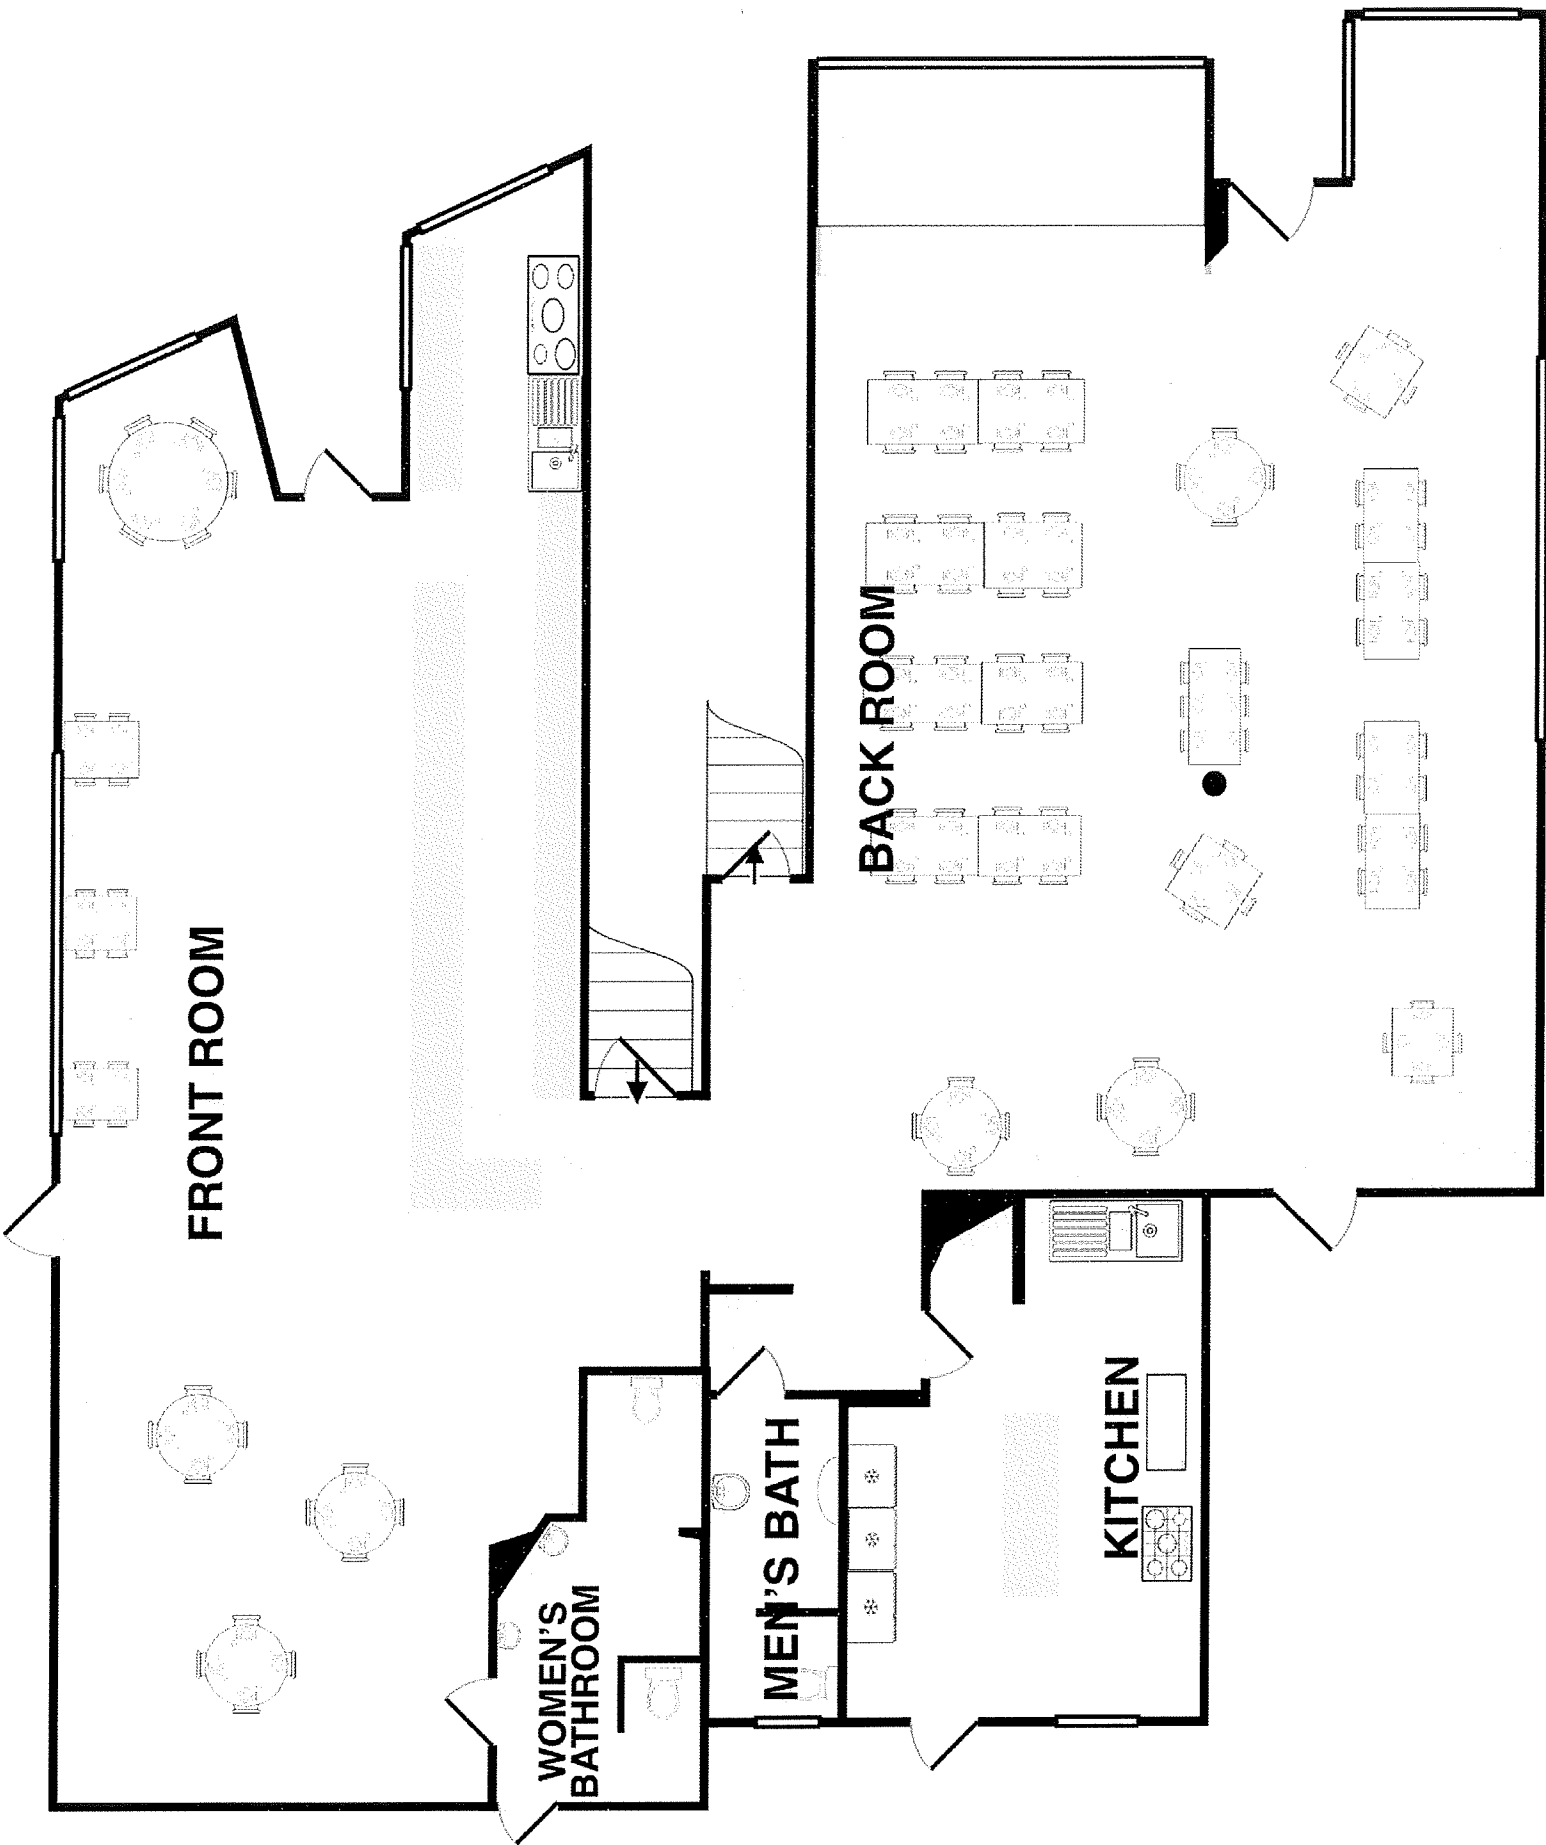 FRONT ROOM
BACK ROOM
WOMEN'S
BATHROOM
MEN'S BATH
KITCHEN